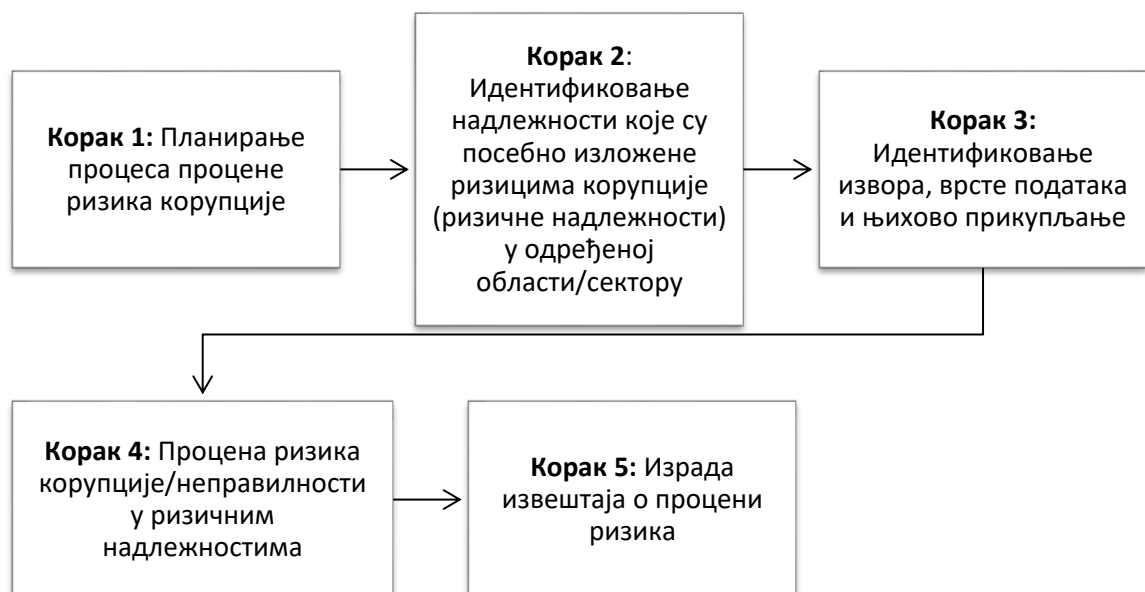 Корак 1: Планирање
процеса процене
ризика корупције
Корак 2:
Идентификовање
надлежности које су
посебно изложене
ризицима корупције
(ризичне надлежности)
у одређеној
области/сектору
Корак 3:
Идентификовање
извора, врсте података
и њихово прикупљање
Корак 4: Процена ризика
корупције/неправилности
у ризичним
надлежностима
Корак 5: Израда
извештаја о процени
ризика